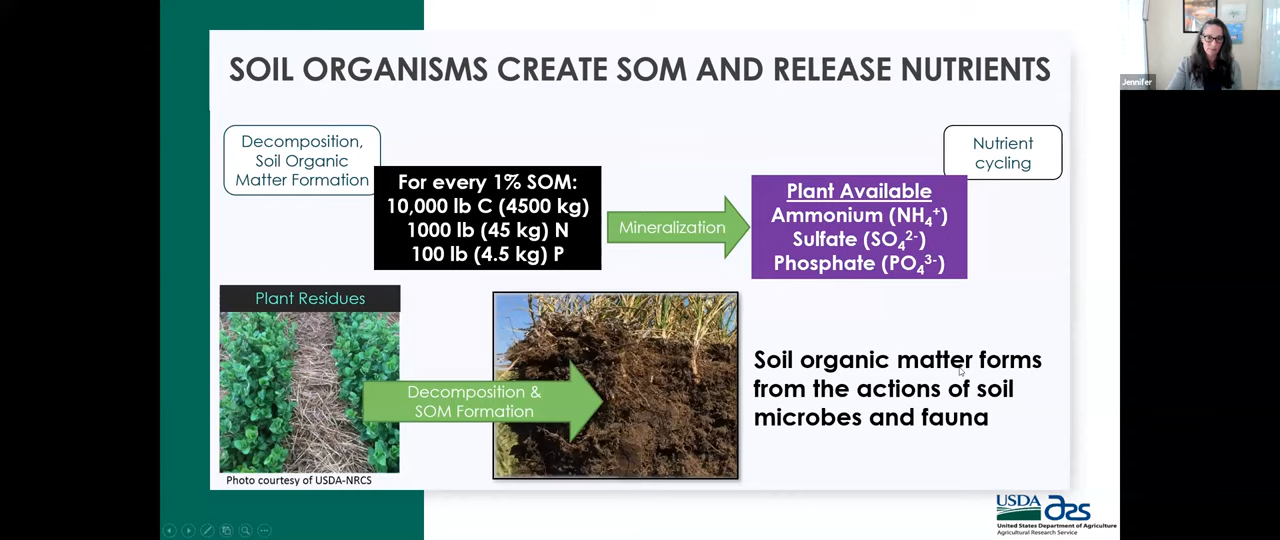 SOIL ORGANISMS CREATE SOM AND RELEASE NUTRIENTS
Decomposition,
Soil Organic
Matter Formation
For every 1% SOM:
10,000 lb C (4500 kg)
1000 lb (45 kg) N
100 lb (4.5 kg) P
Mineralization
Plant Available
Ammonium (NH₄⁺)
Sulfate (SO₄²⁻)
Phosphate (PO₄³⁻)
Nutrient
cycling
Plant Residues
Decomposition &
SOM Formation
Photo courtesy of USDA-NRCS
Soil organic matter forms
from the actions of soil
microbes and fauna
USDA ars
United States Department of Agriculture
Agricultural Research Service
Jennifer